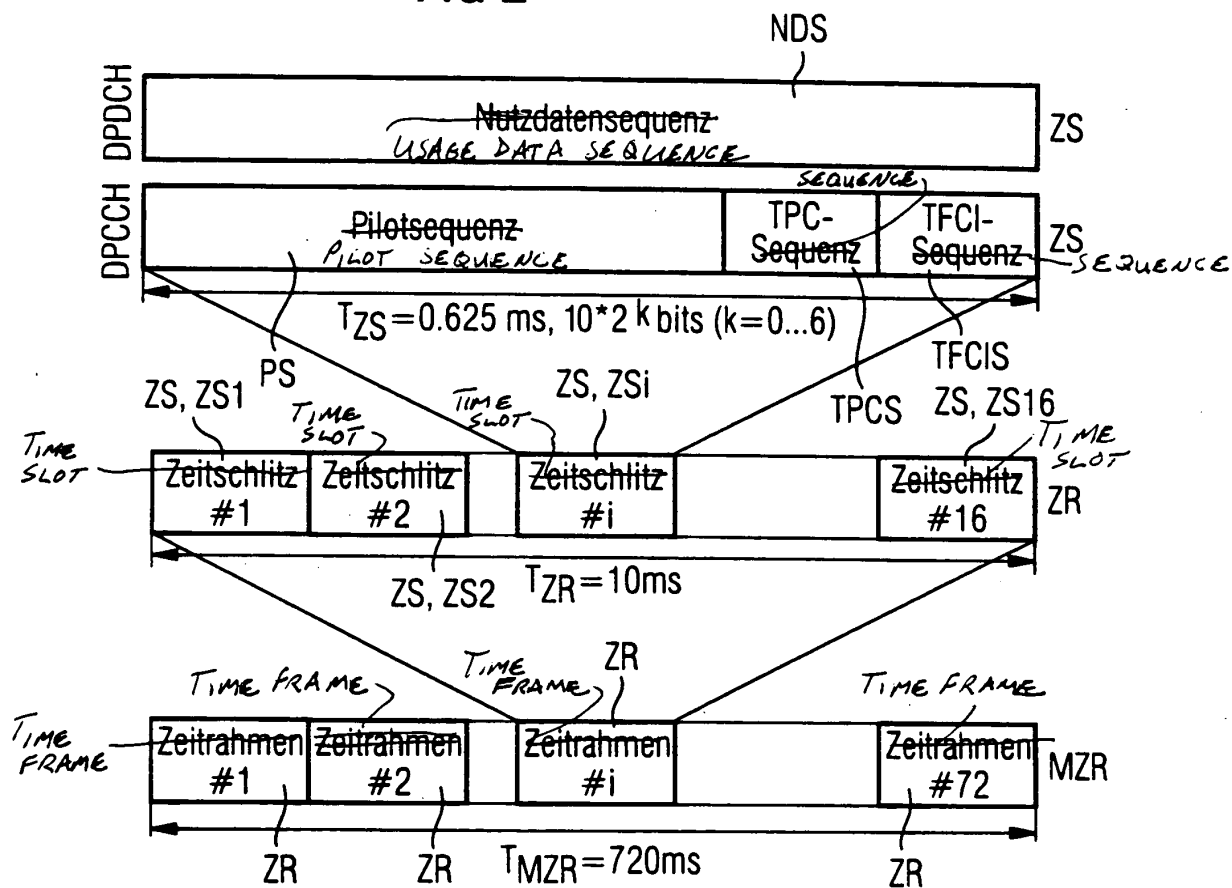 NDS
DPDCH
Nutzdatensequenz
USAGE DATA SEQUENCE
ZS
SEQUENCE
DPCCH
Pilotsequenz
PILOT SEQUENCE
TPC-
Sequenz
TFCI-
Sequenz
ZS
SEQUENCE
TZS=0.625 ms, 10*2 k bits (k=0...6)
PS
TPCS
TFCIS
ZS, ZS1
ZS, ZSi
ZS, ZS16
TIME
SLOT
TIME
SLOT
TIME
SLOT
TIME
SLOT
Zeitschlitz
#1
Zeitschlitz
#2
Zeitschlitz
#i
Zeitschlitz
#16
ZR
ZS, ZS2
TZR=10ms
TIME FRAME
TIME
FRAME
ZR
TIME FRAME
TIME
FRAME
Zeitrahmen
#1
Zeitrahmen
#2
Zeitrahmen
#i
Zeitrahmen
#72
MZR
ZR
ZR
TMZR=720ms
ZR